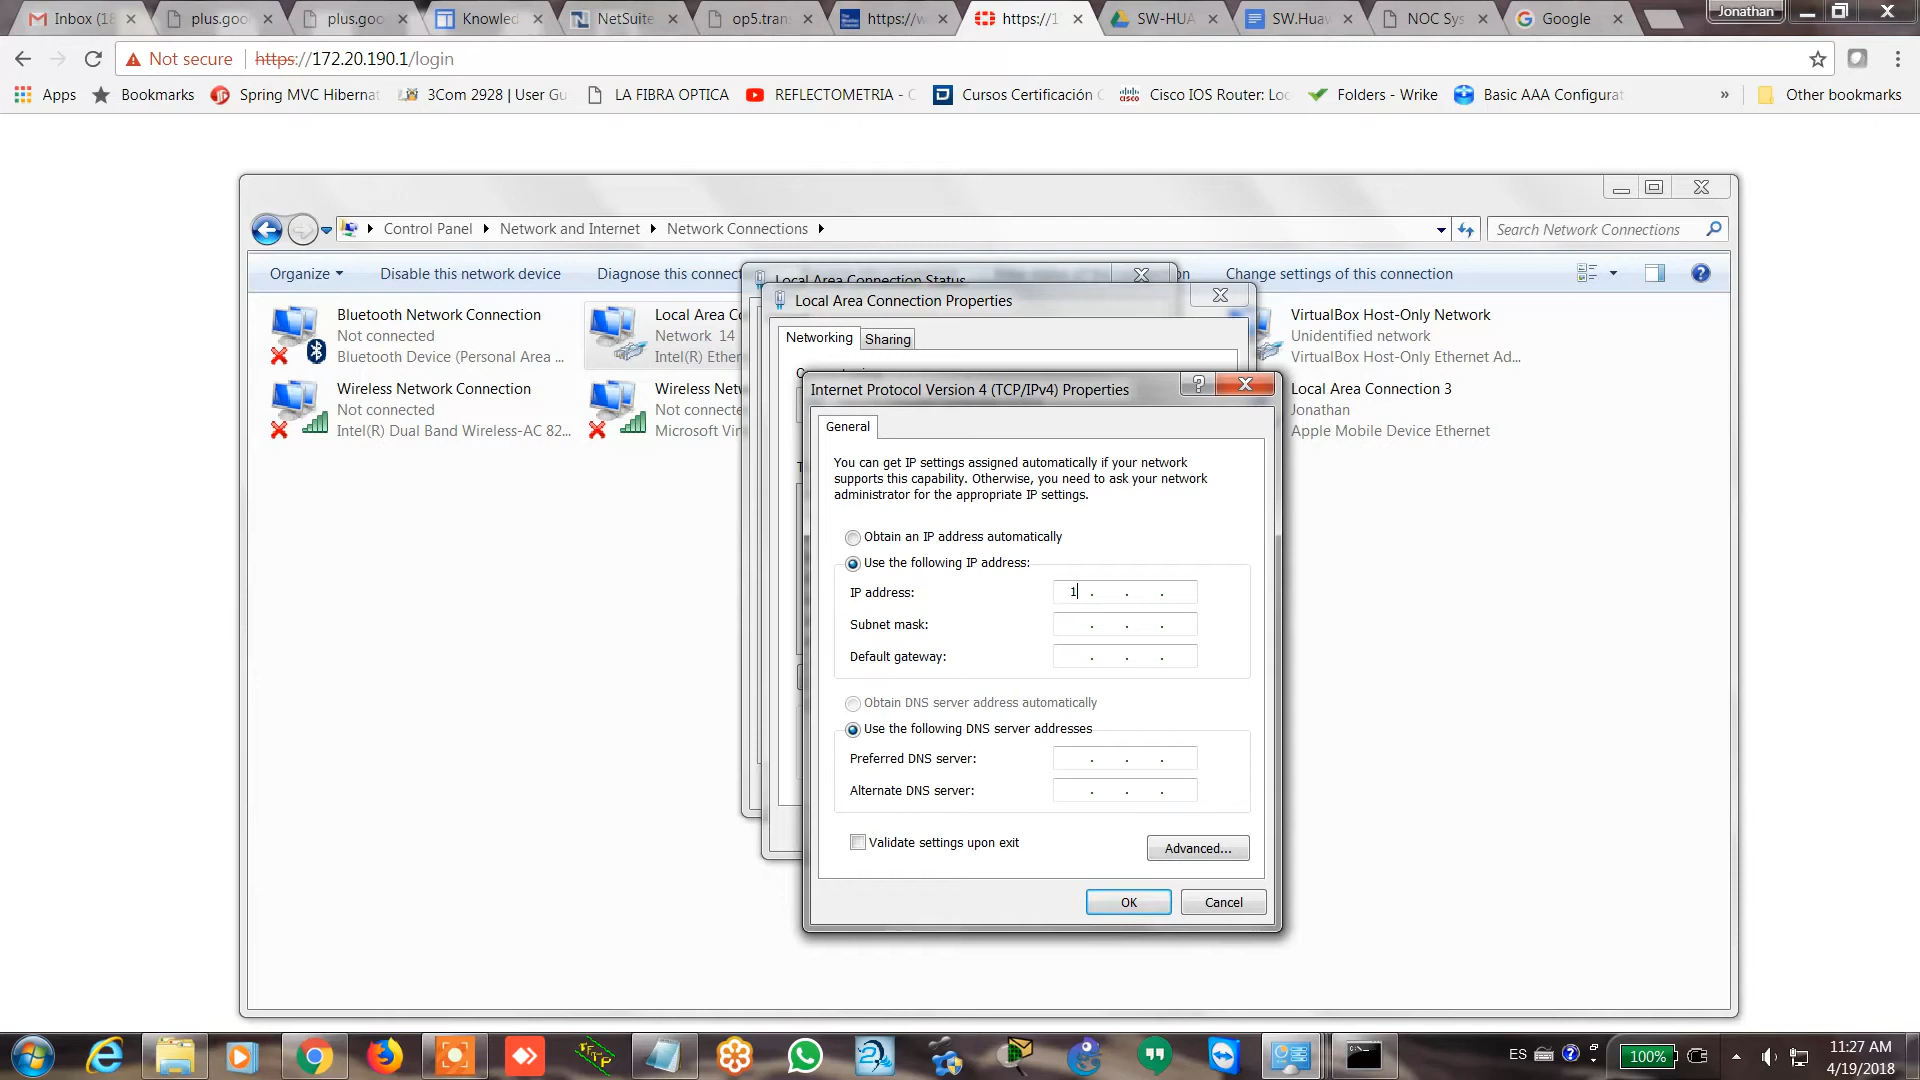 Inbox (18
plus.goo
plus.goo
Knowled
NetSuite
op5.tran
https://w
https://1
SW-HUA
SW.Huaw
NOC Sys
Google
Jonathan
Not secure https://172.20.190.1/login
Apps
Bookmarks
Spring MVC Hibernat
3Com 2928 | User Gu
LA FIBRA OPTICA
REFLECTOMETRIA - C
Cursos Certificación C
Cisco IOS Router: Loc
Folders - Wrike
Basic AAA Configurat
»
Other bookmarks
Control Panel
Network and Internet
Network Connections
Search Network Connections
Organize
Disable this network device
Diagnose this connect
Change settings of this connection
Local Area Connection Status
Local Area Connection Properties
Networking
Sharing
Bluetooth Network Connection
Not connected
Bluetooth Device (Personal Area ...
Local Area Co
Network 14
Intel(R) Ether
VirtualBox Host-Only Network
Unidentified network
VirtualBox Host-Only Ethernet Ad...
Wireless Network Connection
Not connected
Intel(R) Dual Band Wireless-AC 82...
Wireless Netw
Not connecte
Microsoft Vir
Local Area Connection 3
Jonathan
Apple Mobile Device Ethernet
Internet Protocol Version 4 (TCP/IPv4) Properties
General
You can get IP settings assigned automatically if your network
supports this capability. Otherwise, you need to ask your network
administrator for the appropriate IP settings.
Obtain an IP address automatically
Use the following IP address:
IP address: 1 . . .
Subnet mask: . . .
Default gateway: . . .
Obtain DNS server address automatically
Use the following DNS server addresses
Preferred DNS server: . . .
Alternate DNS server: . . .
Validate settings upon exit
Advanced...
OK
Cancel
ES
100%
11:27 AM
4/19/2018